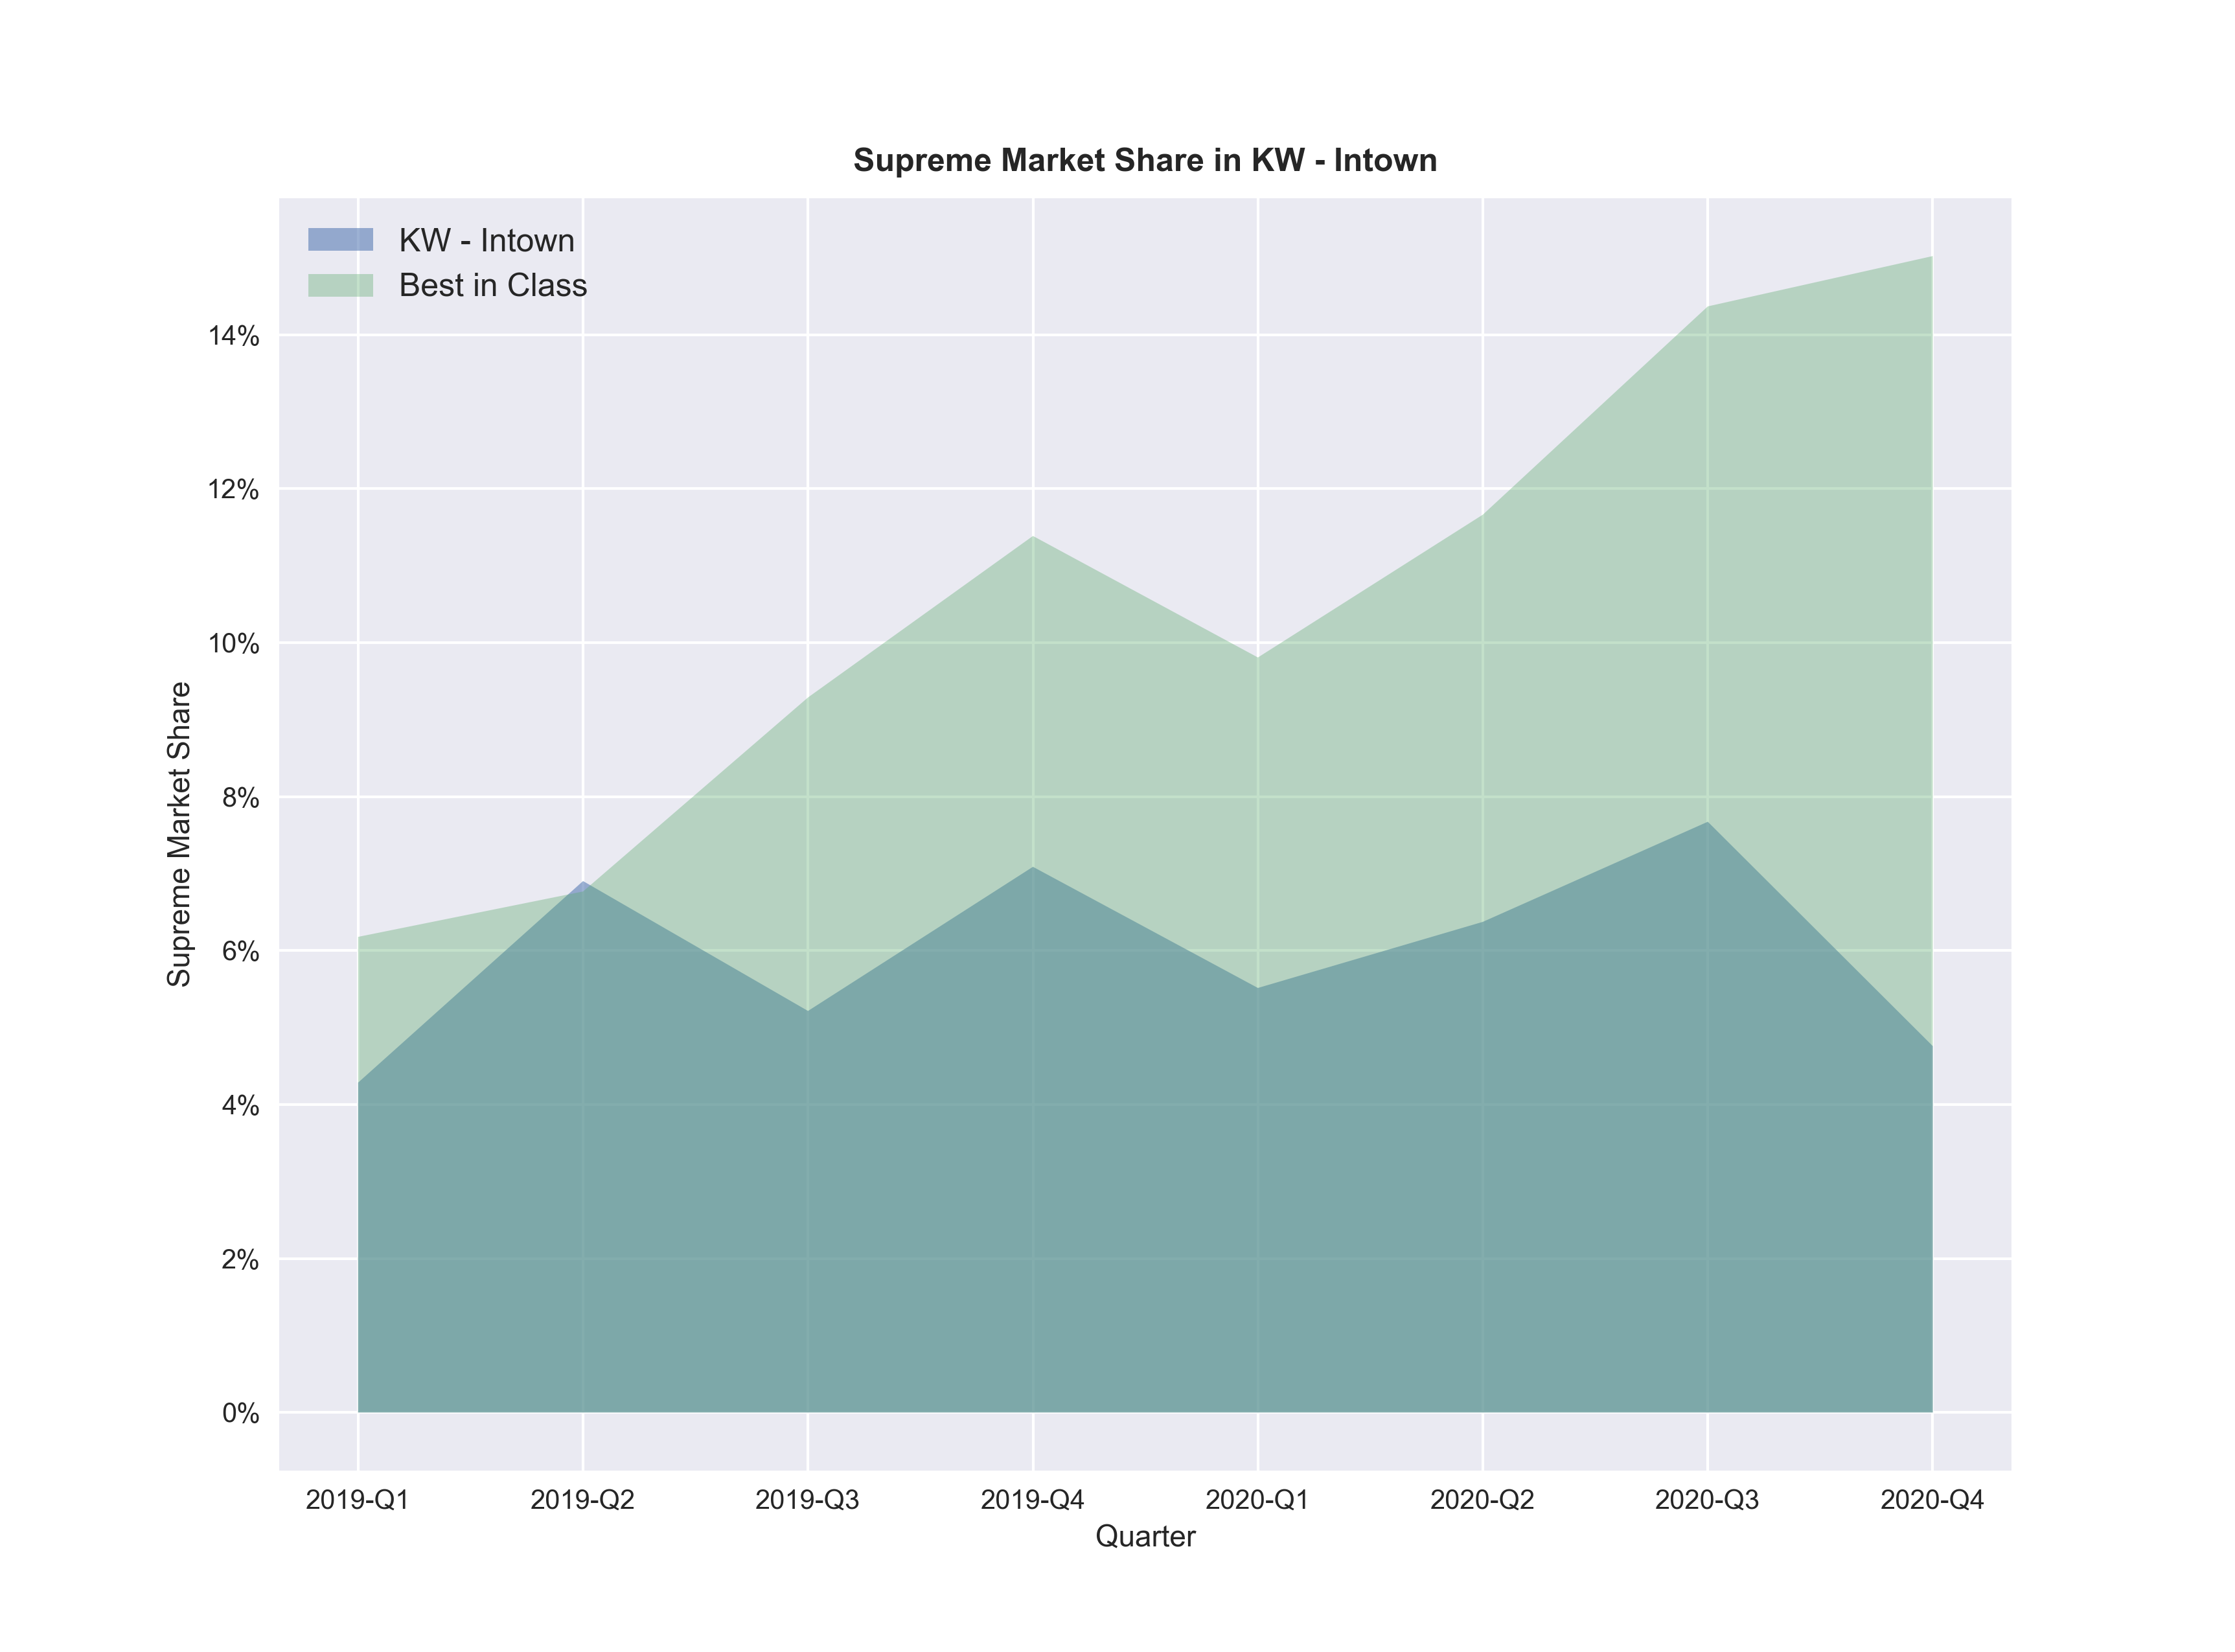 Supreme Market Share in KW - Intown
KW - Intown
Best in Class
14%
12%
10%
8%
6%
4%
2%
0%
Supreme Market Share
2019-Q1 2019-Q2 2019-Q3 2019-Q4 2020-Q1 2020-Q2 2020-Q3 2020-Q4
Quarter